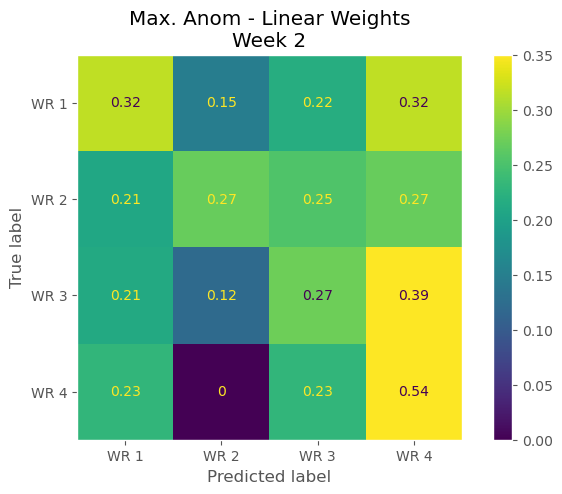 Max. Anom - Linear Weights
Week 2
WR 1 0.32 0.15 0.22 0.32
WR 2 0.21 0.27 0.25 0.27
WR 3 0.21 0.12 0.27 0.39
WR 4 0.23 0 0.23 0.54
WR 1 WR 2 WR 3 WR 4
Predicted label
True label
0.35
0.30
0.25
0.20
0.15
0.10
0.05
0.00